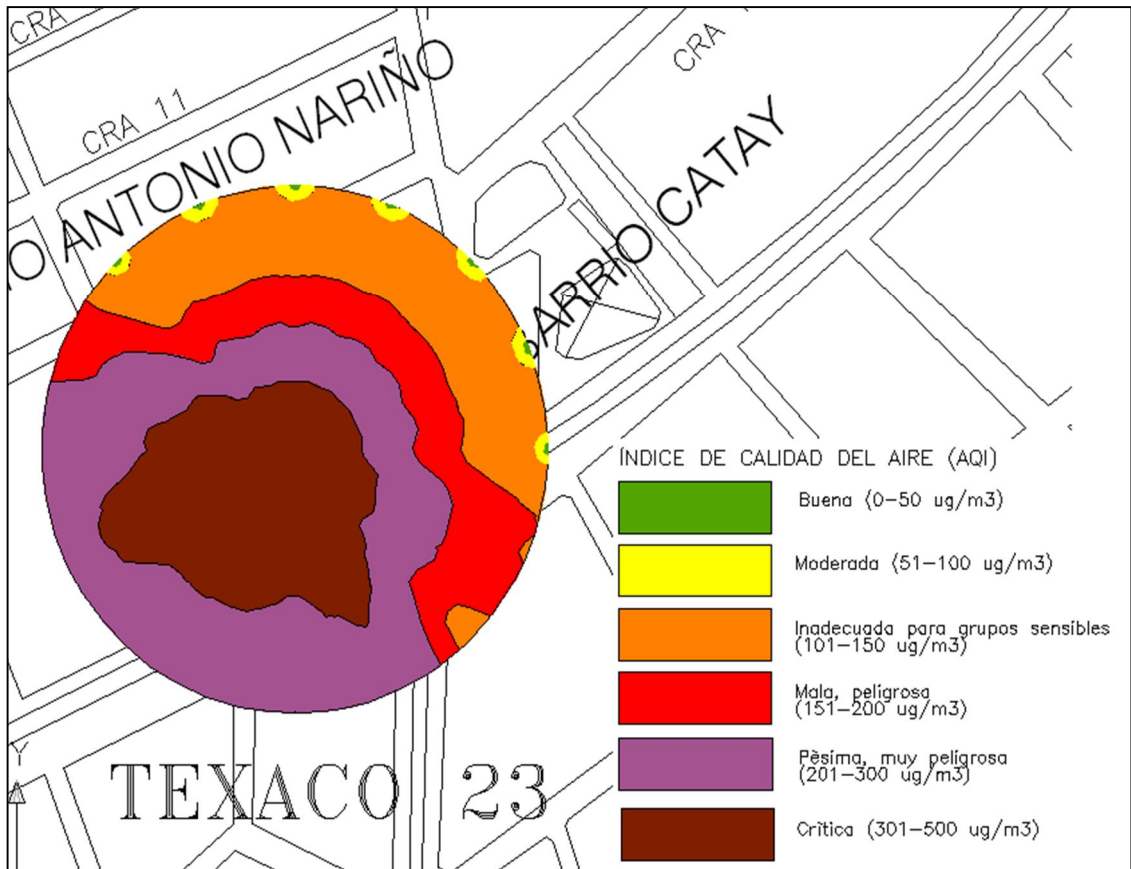 CRA
CRA 11
O ANTONIO NARIÑO
CRA
ARRIO CATAY
ÍNDICE DE CALIDAD DEL AIRE (AQI)
Buena (0-50 ug/m3)
Moderada (51-100 ug/m3)
Inadecuada para grupos sensibles
(101-150 ug/m3)
Mala, peligrosa
(151-200 ug/m3)
Pèsima, muy peligrosa
(201-300 ug/m3)
Crítica (301-500 ug/m3)
Y
TEXACO 23